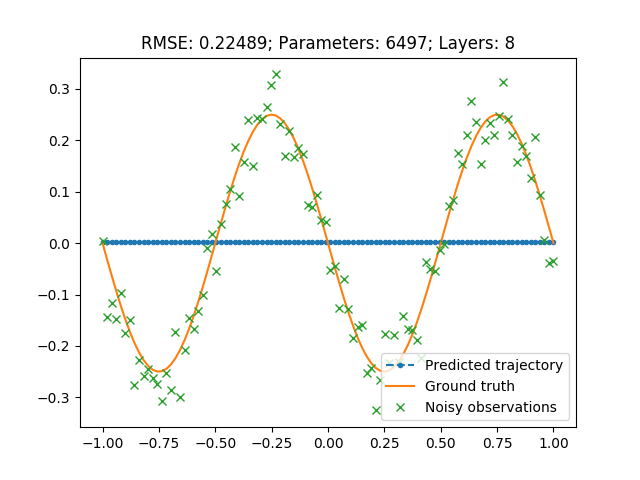 RMSE: 0.22489; Parameters: 6497; Layers: 8
0.3
0.2
0.1
0.0
−0.1
−0.2
−0.3
Predicted trajectory
Ground truth
Noisy observations
−1.00 −0.75 −0.50 −0.25 0.00 0.25 0.50 0.75 1.00